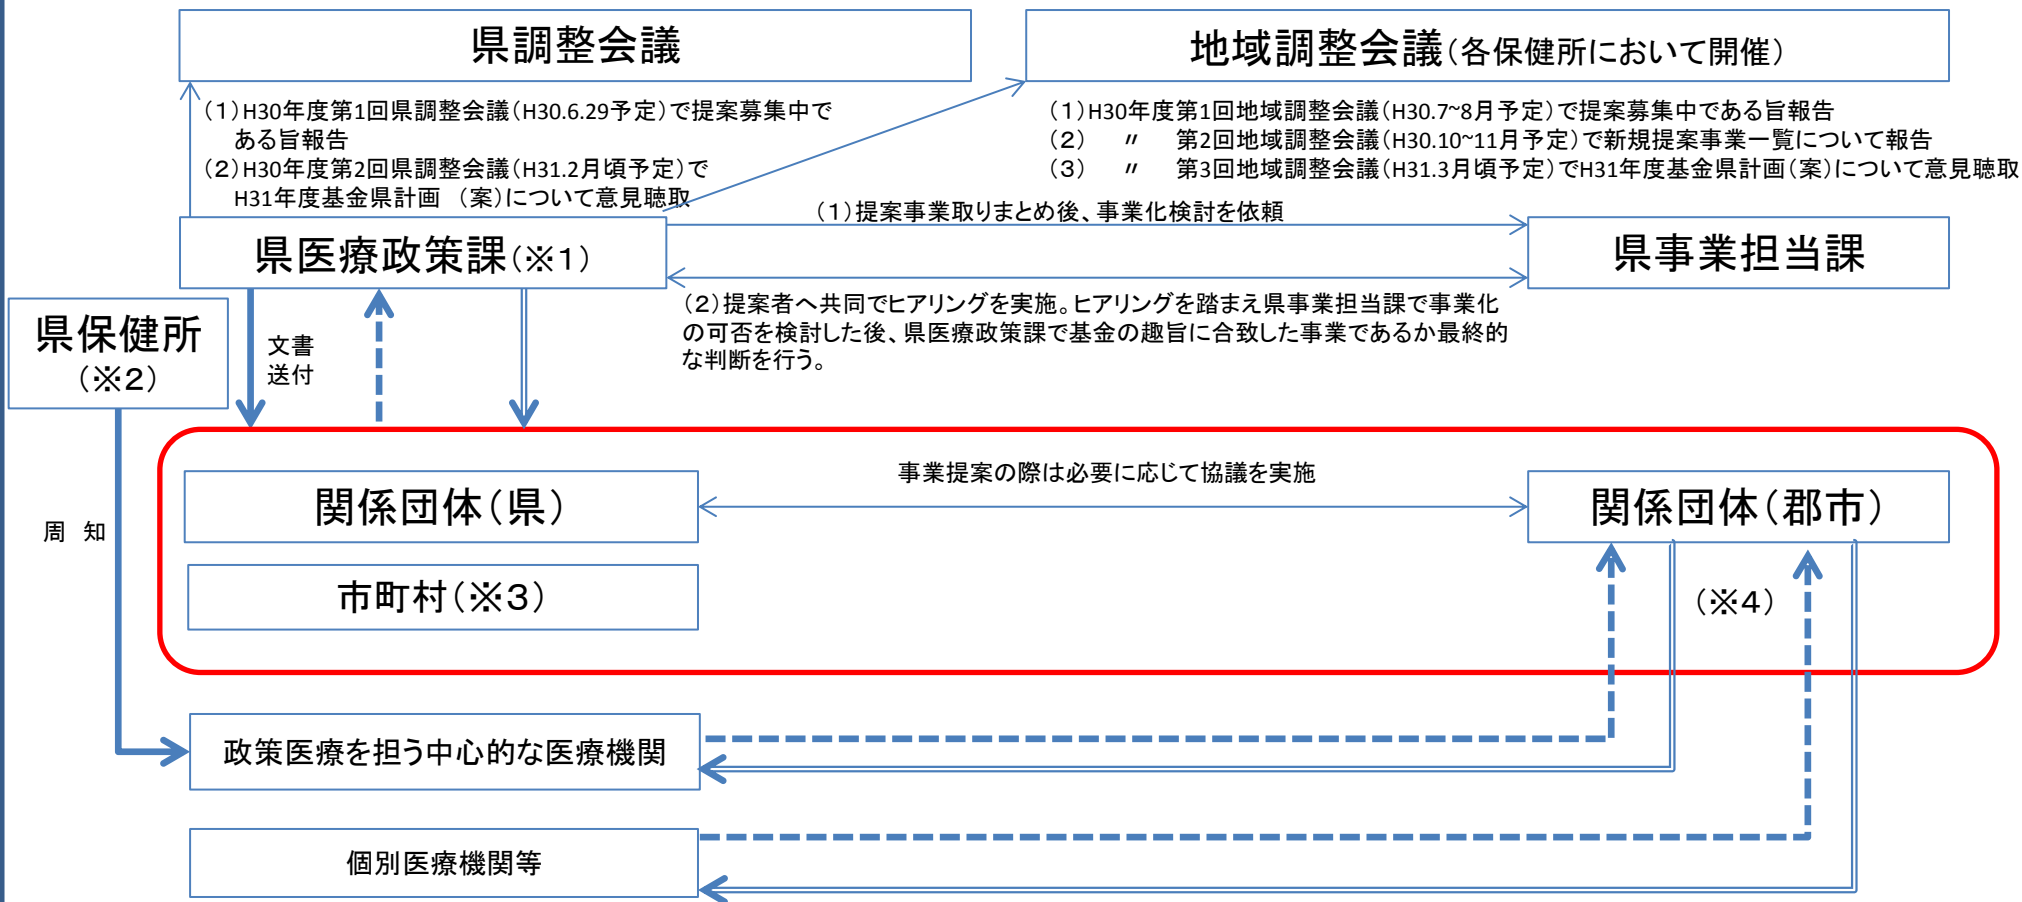 県調整会議
地域調整会議(各保健所において開催)
(1)H30年度第1回県調整会議(H30.6.29予定)で提案募集中で
ある旨報告
(2)H30年度第2回県調整会議(H31.2月頃予定)で
H31年度基金県計画 (案)について意見聴取
(1)H30年度第1回地域調整会議(H30.7~8月予定)で提案募集中である旨報告
(2) 〃 第2回地域調整会議(H30.10~11月予定)で新規提案事業一覧について報告
(3) 〃 第3回地域調整会議(H31.3月頃予定)でH31年度基金県計画(案)について意見聴取
県医療政策課(※1)
(1)提案事業取りまとめ後、事業化検討を依頼
県事業担当課
(2)提案者へ共同でヒアリングを実施。ヒアリングを踏まえ県事業担当課で事業化
の可否を検討した後、県医療政策課で基金の趣旨に合致した事業であるか最終的
な判断を行う。
県保健所
(※2)
文書
送付
周 知
関係団体(県)
事業提案の際は必要に応じて協議を実施
関係団体(郡市)
市町村(※3)
(※4)
政策医療を担う中心的な医療機関
個別医療機関等